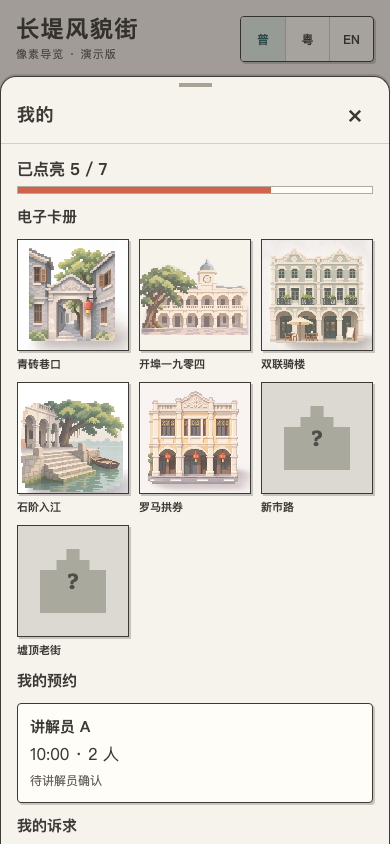 长堤风貌街
像素导览 · 演示版
普 粤 EN
我的
×
已点亮 5 / 7
电子卡册
青砖巷口 开埠一九零四 双联骑楼
?
石阶入江 罗马拱券 新市路
?
墟顶老街
我的预约
讲解员 A
10:00 · 2 人
待讲解员确认
我的诉求